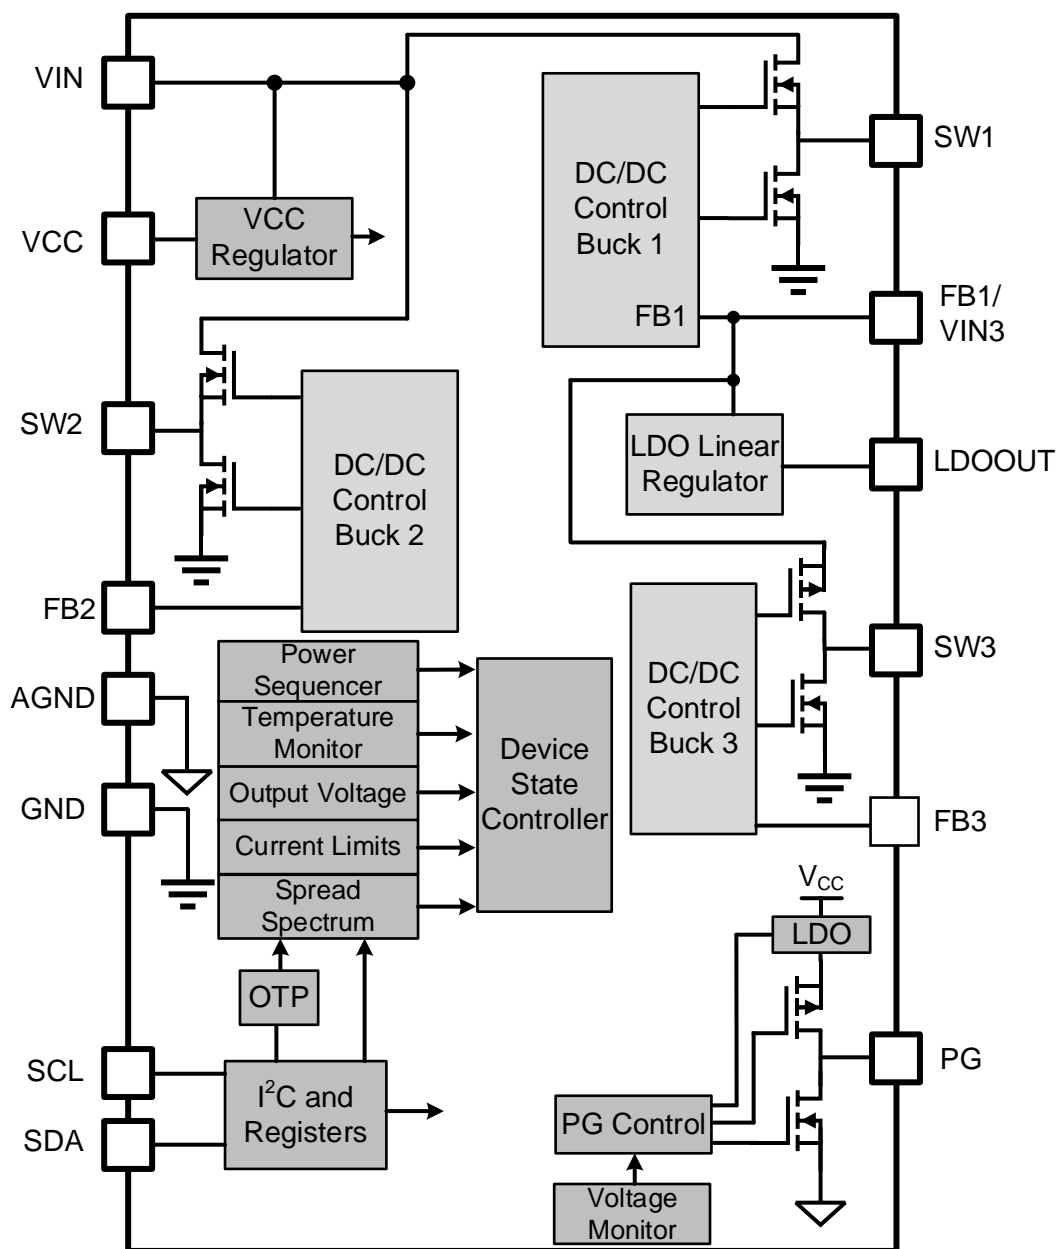 VIN
VCC
SW2
FB2
AGND
GND
SCL
SDA
VCC
Regulator
DC/DC
Control
Buck 2
Power
Sequencer
Temperature
Monitor
Output Voltage
Current Limits
Spread
Spectrum
Device
State
Controller
OTP
I²C and
Registers
DC/DC
Control
Buck 1
FB1
LDO Linear
Regulator
DC/DC
Control
Buck 3
VCC
LDO
PG Control
Voltage
Monitor
SW1
FB1/
VIN3
LDOOUT
SW3
FB3
PG